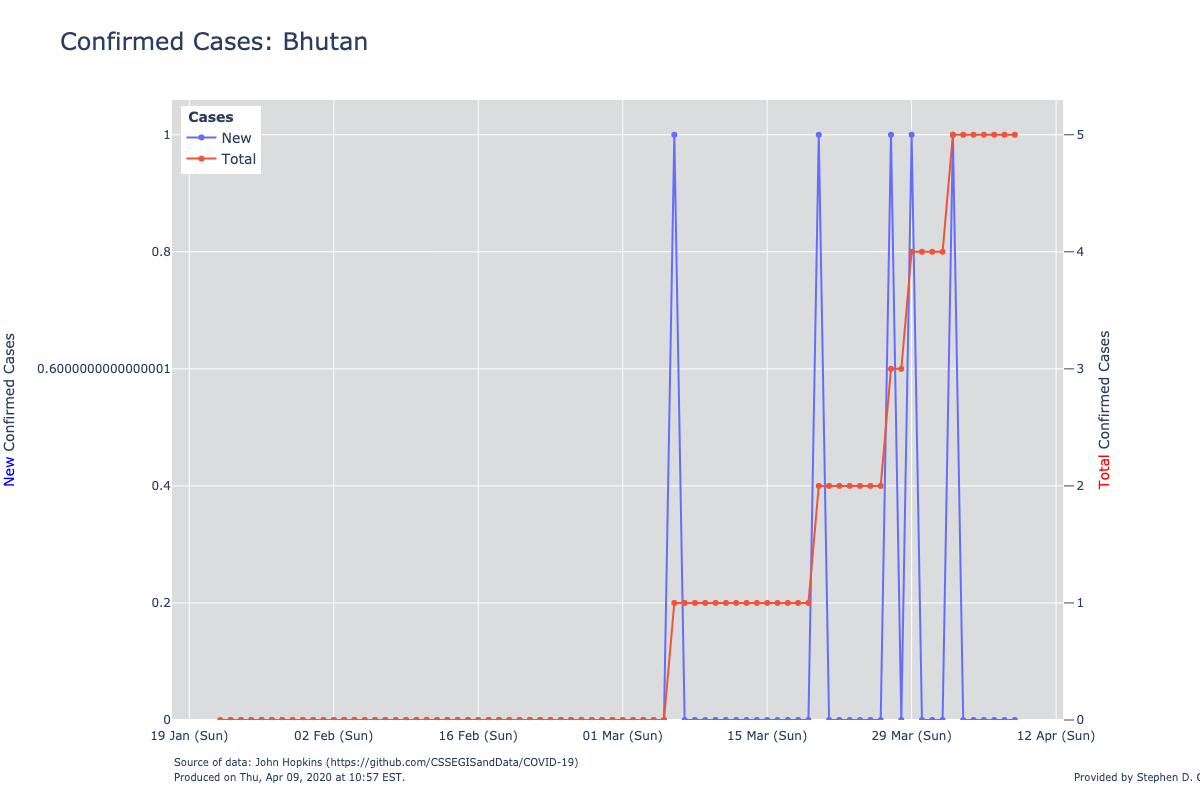 Confirmed Cases: Bhutan
Cases
New
Total
1
0.8
0.6000000000000001
0.4
0.2
0
New Confirmed Cases
5
4
3
2
1
0
Total Confirmed Cases
19 Jan (Sun)
02 Feb (Sun)
16 Feb (Sun)
01 Mar (Sun)
15 Mar (Sun)
29 Mar (Sun)
12 Apr (Sun)
Source of data: John Hopkins (https://github.com/CSSEGISandData/COVID-19)
Produced on Thu, Apr 09, 2020 at 10:57 EST.
Provided by Stephen D.